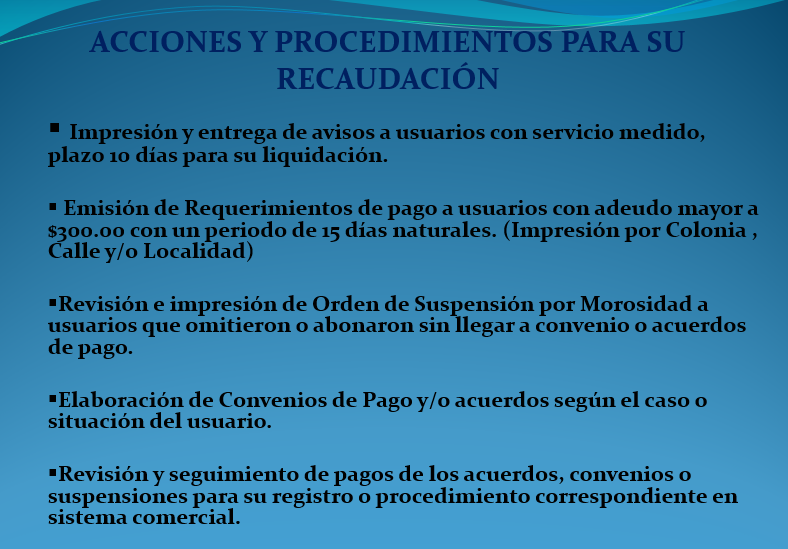 ACCIONES Y PROCEDIMIENTOS PARA SU
RECAUDACIÓN
▪ Impresión y entrega de avisos a usuarios con servicio medido,
plazo 10 días para su liquidación.
▪ Emisión de Requerimientos de pago a usuarios con adeudo mayor a
$300.00 con un periodo de 15 días naturales. (Impresión por Colonia ,
Calle y/o Localidad)
▪Revisión e impresión de Orden de Suspensión por Morosidad a
usuarios que omitieron o abonaron sin llegar a convenio o acuerdos
de pago.
▪Elaboración de Convenios de Pago y/o acuerdos según el caso o
situación del usuario.
▪Revisión y seguimiento de pagos de los acuerdos, convenios o
suspensiones para su registro o procedimiento correspondiente en
sistema comercial.